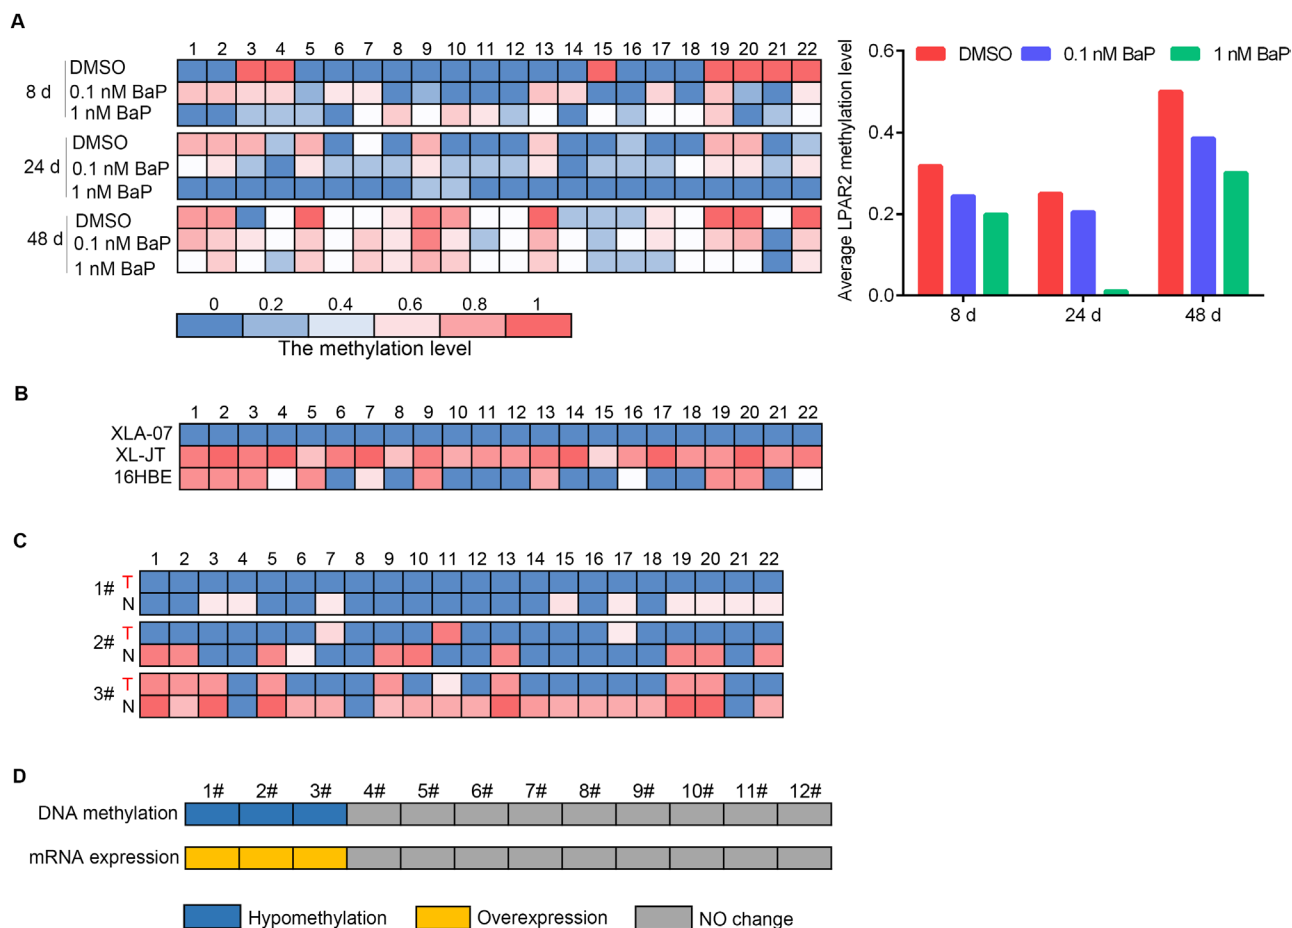 A
1 2 3 4 5 6 7 8 9 10 11 12 13 14 15 16 17 18 19 20 21 22
8 d
DMSO
0.1 nM BaP
1 nM BaP
24 d
DMSO
0.1 nM BaP
1 nM BaP
48 d
DMSO
0.1 nM BaP
1 nM BaP
0 0.2 0.4 0.6 0.8 1
The methylation level
DMSO 0.1 nM BaP 1 nM BaP
Average LPAR2 methylation level
0.6
0.4
0.2
0.0
8 d 24 d 48 d
B
1 2 3 4 5 6 7 8 9 10 11 12 13 14 15 16 17 18 19 20 21 22
XLA-07
XL-JT
16HBE
C
1 2 3 4 5 6 7 8 9 10 11 12 13 14 15 16 17 18 19 20 21 22
1# T
N
2# T
N
3# T
N
D
1# 2# 3# 4# 5# 6# 7# 8# 9# 10# 11# 12#
DNA methylation
mRNA expression
Hypomethylation Overexpression NO change